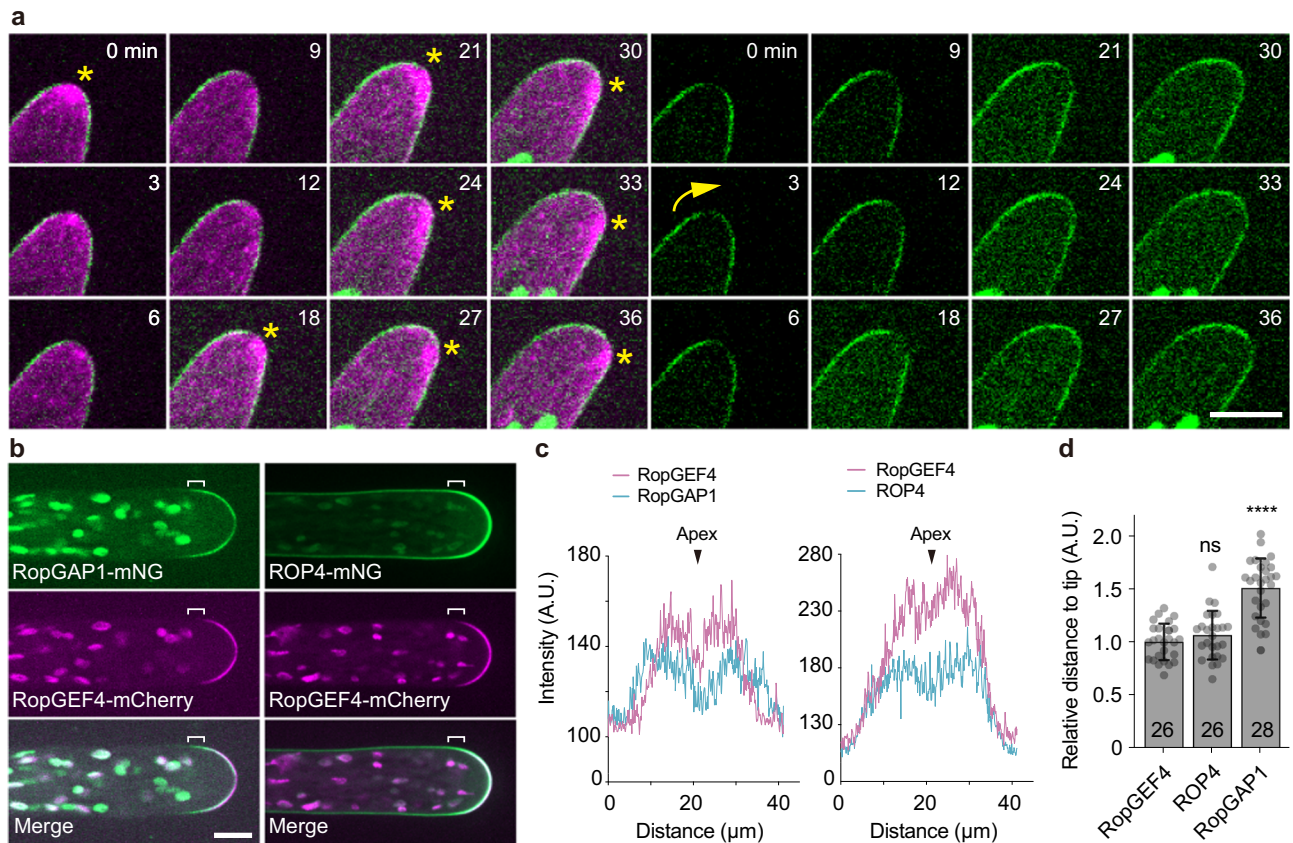 a
0 min 9 21 30 0 min 9 21 30
* * *
3 12 24 33 3 12 24 33
* *
6 18 27 36 6 18 27 36
* * *
b
RopGAP1-mNG ROP4-mNG
RopGEF4-mCherry RopGEF4-mCherry
Merge Merge
c
RopGEF4
RopGAP1
Apex
Intensity (A.U.)
180
140
100
0
0 20 40
Distance (µm)
RopGEF4
ROP4
Apex
280
230
180
130
0
0 20 40
Distance (µm)
d
Relative distance to tip (A.U.)
2.0
1.5
1.0
0.5
0
ns
****
26 26 28
RopGEF4
ROP4
RopGAP1